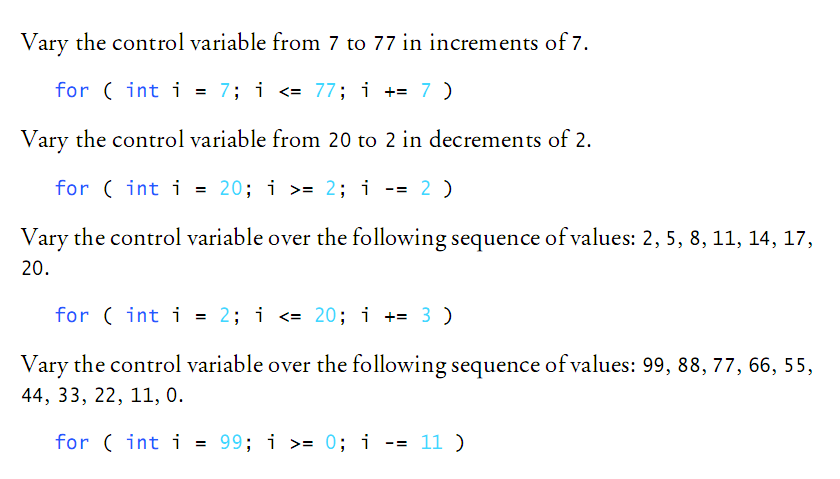 Vary the control variable from 7 to 77 in increments of 7.
for ( int i = 7; i <= 77; i += 7 )
Vary the control variable from 20 to 2 in decrements of 2.
for ( int i = 20; i >= 2; i -= 2 )
Vary the control variable over the following sequence of values: 2, 5, 8, 11, 14, 17,
20.
for ( int i = 2; i <= 20; i += 3 )
Vary the control variable over the following sequence of values: 99, 88, 77, 66, 55,
44, 33, 22, 11, 0.
for ( int i = 99; i >= 0; i -= 11 )